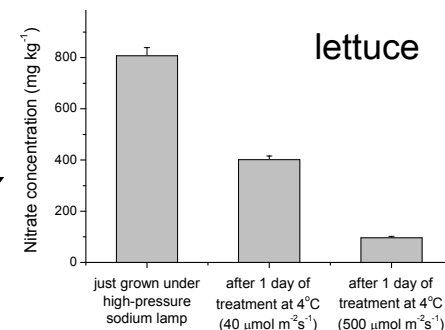 lettuce
Nitrate concentration (mg kg⁻¹)
800
600
400
200
0
just grown under
high-pressure
sodium lamp
after 1 day of
treatment at 4°C
(40 μmol m⁻²s⁻¹)
after 1 day of
treatment at 4°C
(500 μmol m⁻²s⁻¹)